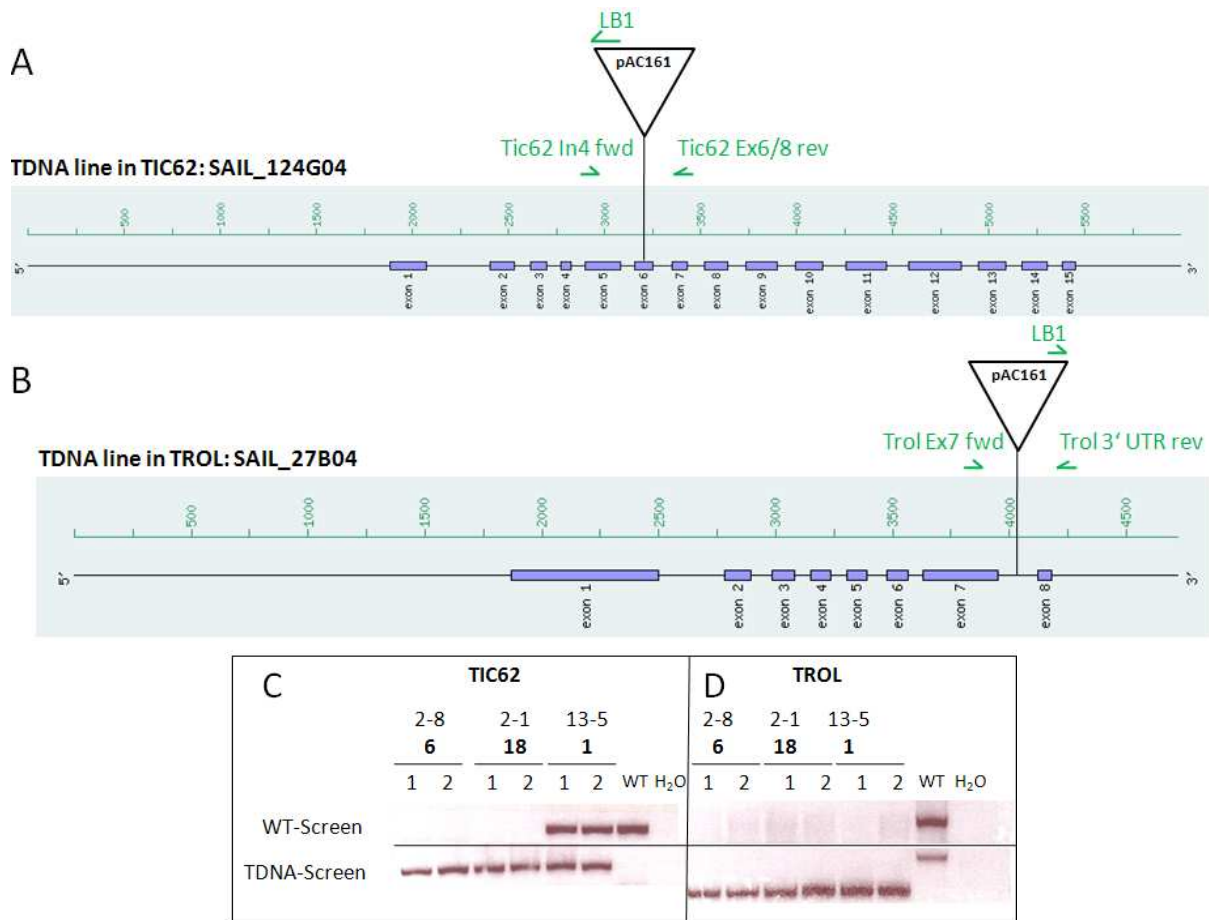 LB1
A
pAC161
Tic62 In4 fwd
Tic62 Ex6/8 rev
TDNA line in TIC62: SAIL_124G04
500 1000 1500 2000 2500 3000 3500 4000 4500 5000 5500
5' 3'
exon 1 exon 2 exon 3 exon 4 exon 5 exon 6 exon 7 exon 8 exon 9 exon 10 exon 11 exon 12 exon 13 exon 14 exon 15
LB1
B
pAC161
Trol Ex7 fwd
Trol 3‘ UTR rev
TDNA line in TROL: SAIL_27B04
500 1000 1500 2000 2500 3000 3500 4000 4500
5' 3'
exon 1 exon 2 exon 3 exon 4 exon 5 exon 6 exon 7 exon 8
C TIC62 D TROL
2-8 2-1 13-5 2-8 2-1 13-5
6 18 1 6 18 1
1 2 1 2 1 2 WT H₂O 1 2 1 2 1 2 WT H₂O
WT-Screen
TDNA-Screen